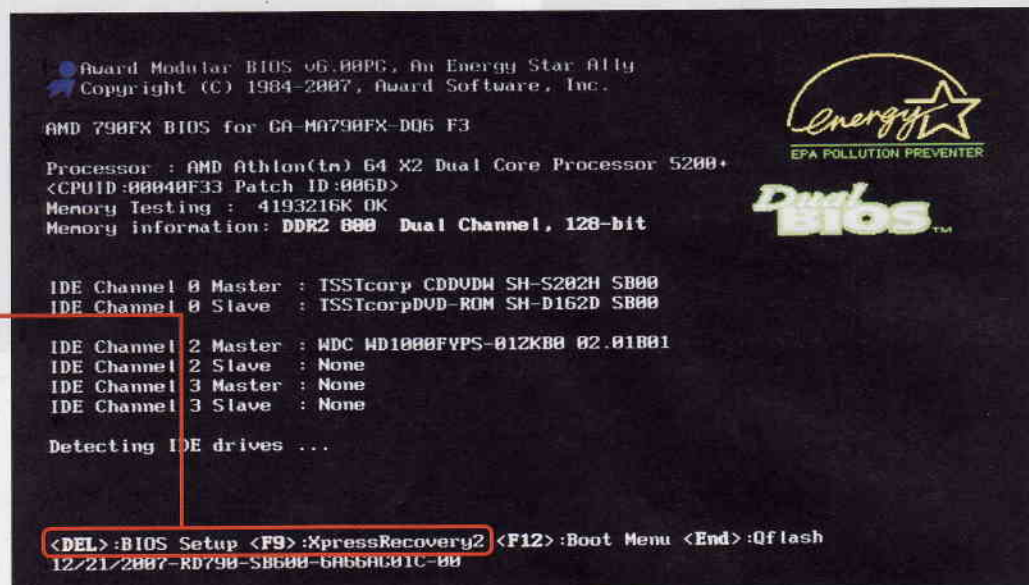 Award Modular BIOS v6.00PG, An Energy Star Ally
Copyright (C) 1984-2007, Award Software, Inc.
energy
EPA POLLUTION PREVENTER
AMD 790FX BIOS for GA-MA790FX-DQ6 F3
Processor : AMD Athlon(tm) 64 X2 Dual Core Processor 5200+
<CPUID:00040F33 Patch ID:006D>
Memory Testing : 4193216K OK
Memory information: DDR2 800 Dual Channel, 128-bit
Dual
BIOS™
IDE Channel 0 Master : TSSTcorp CDDVDW SH-S202H SB00
IDE Channel 0 Slave : TSSTcorpDVD-ROM SH-D162D SB00
IDE Channel 2 Master : WDC WD1000FYPS-01ZKB0 02.01B01
IDE Channel 2 Slave : None
IDE Channel 3 Master : None
IDE Channel 3 Slave : None
Detecting IDE drives ...
<DEL>:BIOS Setup <F9>:XpressRecovery2 <F12>:Boot Menu <End>:Qflash
12/21/2007-RD790-SB600-6A66AG01C-00